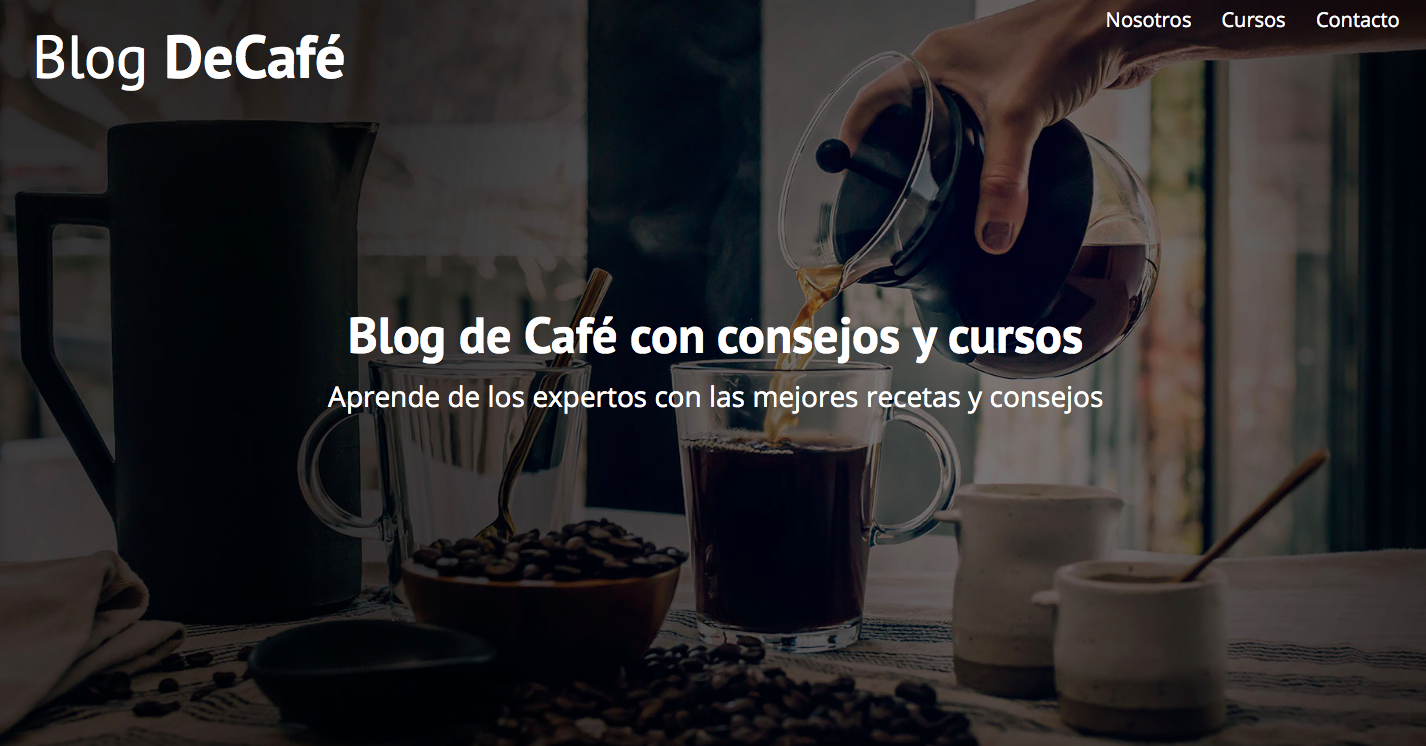 Blog DeCafé
Nosotros Cursos Contacto
Blog de Café con consejos y cursos
Aprende de los expertos con las mejores recetas y consejos